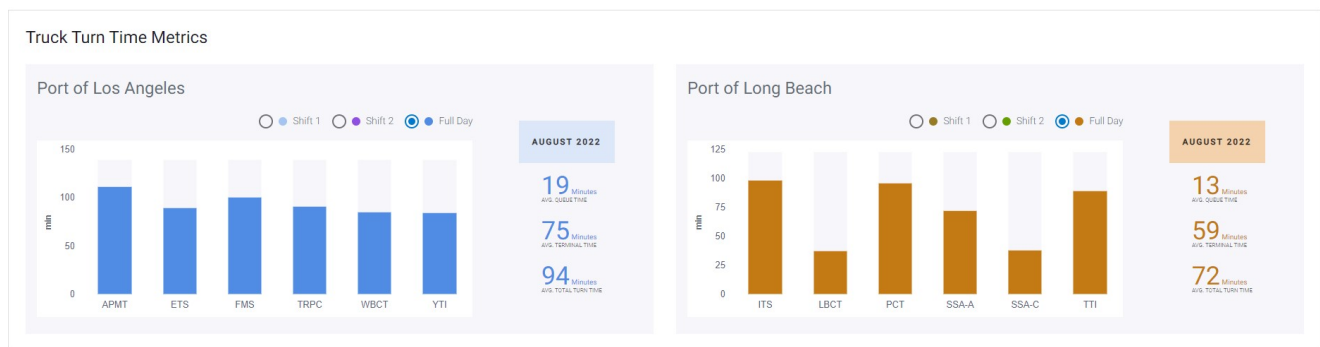 Truck Turn Time Metrics
Port of Los Angeles
Shift 1 Shift 2 Full Day
AUGUST 2022
150
100
50
0
min
APMT ETS FMS TRPC WBCT YTI
19 Minutes
AVG. QUEUE TIME
75 Minutes
AVG. TERMINAL TIME
94 Minutes
AVG. TOTAL TURN TIME
Port of Long Beach
Shift 1 Shift 2 Full Day
AUGUST 2022
125
100
75
50
25
0
min
ITS LBCT PCT SSA-A SSA-C TTI
13 Minutes
AVG. QUEUE TIME
59 Minutes
AVG. TERMINAL TIME
72 Minutes
AVG. TOTAL TURN TIME